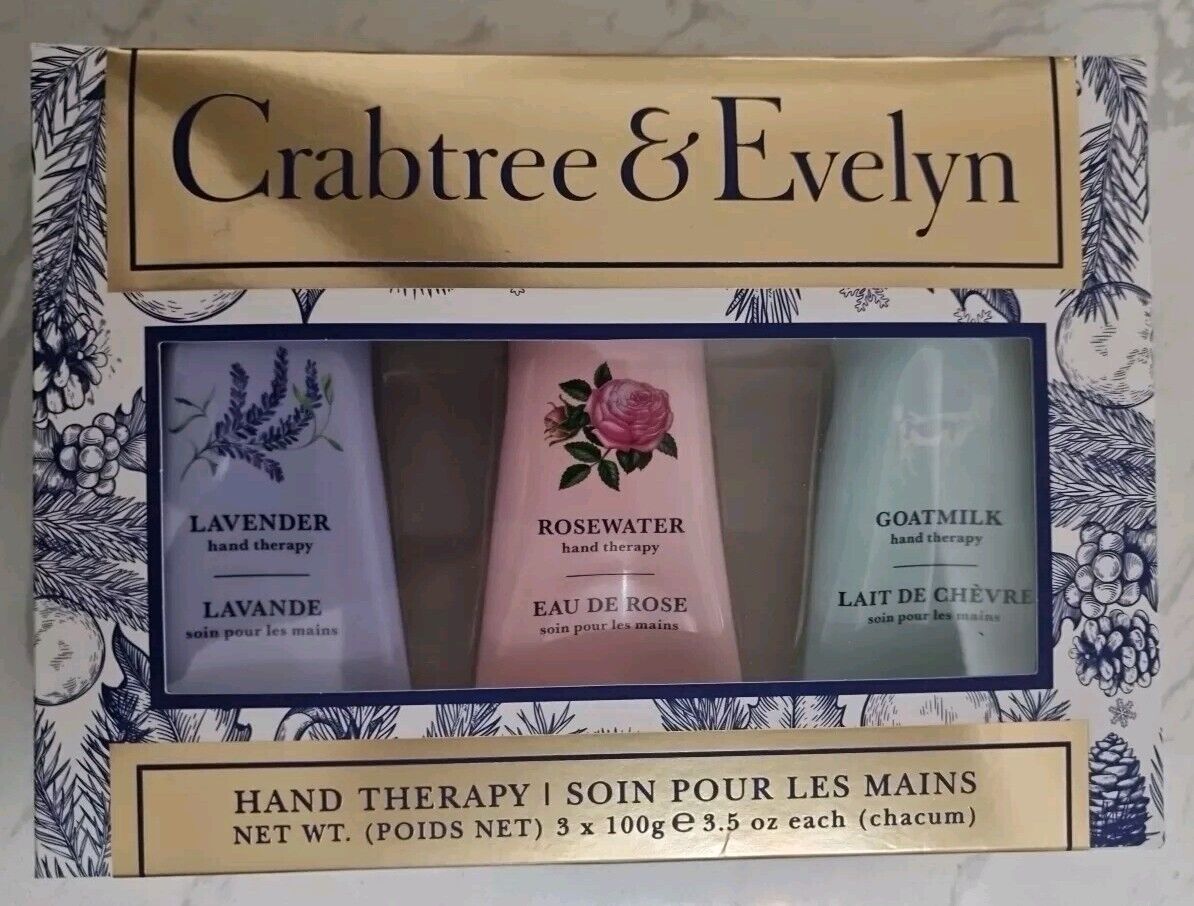 Crabtree & Evelyn
LAVENDER
hand therapy
LAVANDE
soin pour les mains
ROSEWATER
hand therapy
EAU DE ROSE
soin pour les mains
GOATMILK
hand therapy
LAIT DE CHÈVRE
soin pour les mains
HAND THERAPY | SOIN POUR LES MAINS
NET WT. (POIDS NET) 3 x 100g ℮ 3.5 oz each (chacum)